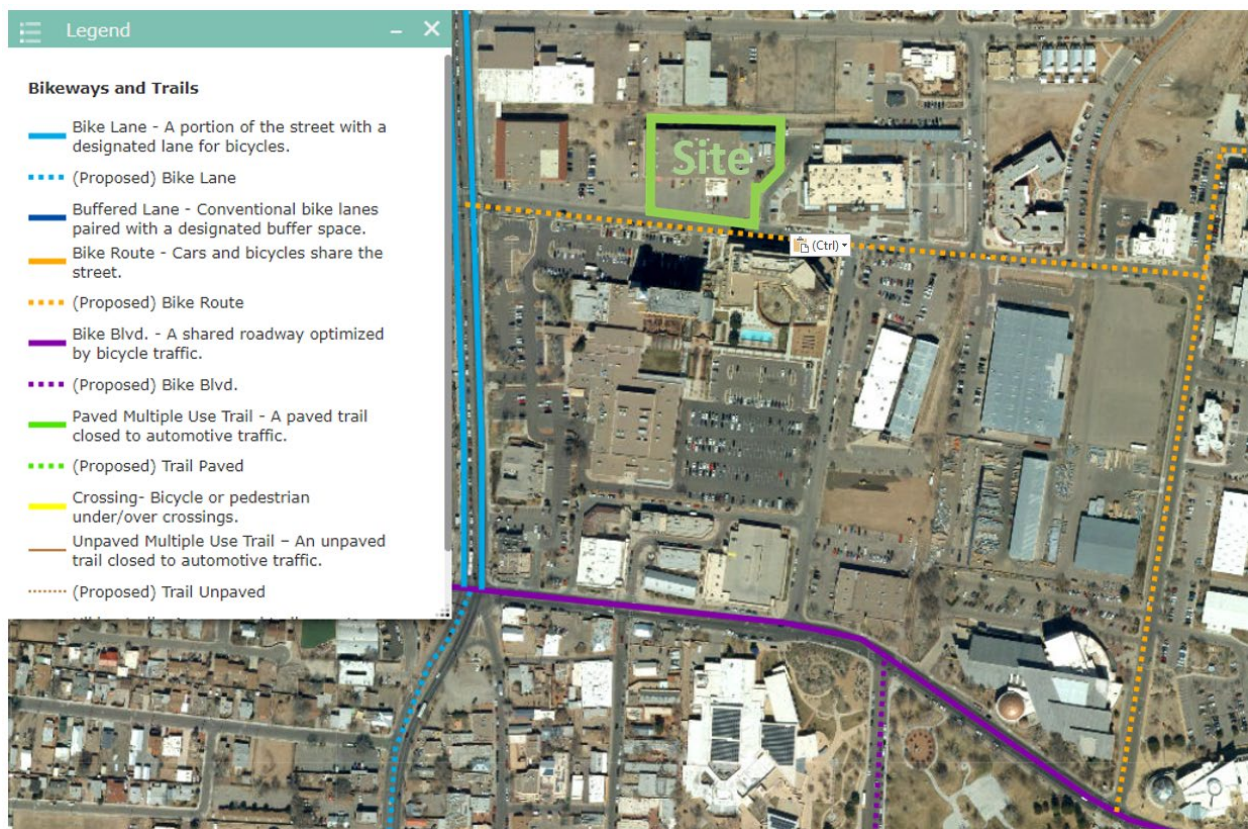 Legend
Bikeways and Trails
Bike Lane - A portion of the street with a
designated lane for bicycles.
(Proposed) Bike Lane
Buffered Lane - Conventional bike lanes
paired with a designated buffer space.
Bike Route - Cars and bicycles share the
street.
(Proposed) Bike Route
Bike Blvd. - A shared roadway optimized
by bicycle traffic.
(Proposed) Bike Blvd.
Paved Multiple Use Trail - A paved trail
closed to automotive traffic.
(Proposed) Trail Paved
Crossing- Bicycle or pedestrian
under/over crossings.
Unpaved Multiple Use Trail – An unpaved
trail closed to automotive traffic.
(Proposed) Trail Unpaved
Site
(Ctrl)